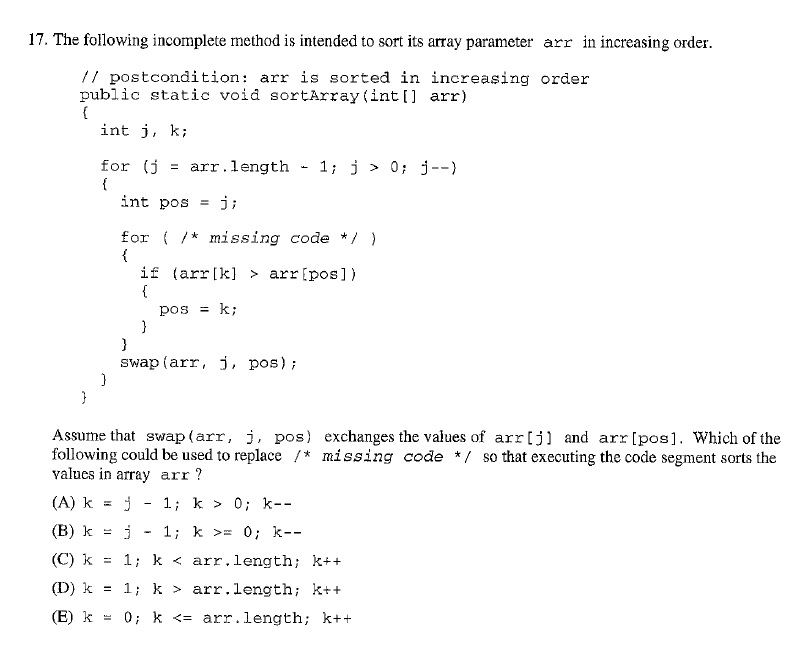 17. The following incomplete method is intended to sort its array parameter arr in increasing order.
// postcondition: arr is sorted in increasing order
public static void sortArray(int[] arr)
{
int j, k;
for (j = arr.length - 1; j > 0; j--)
{
int pos = j;
for ( /* missing code */ )
{
if (arr[k] > arr[pos])
{
pos = k;
}
}
swap(arr, j, pos);
}
}
Assume that swap(arr, j, pos) exchanges the values of arr[j] and arr[pos]. Which of the
following could be used to replace /* missing code */ so that executing the code segment sorts the
values in array arr ?
(A) k = j - 1; k > 0; k--
(B) k = j - 1; k >= 0; k--
(C) k = 1; k < arr.length; k++
(D) k = 1; k > arr.length; k++
(E) k = 0; k <= arr.length; k++